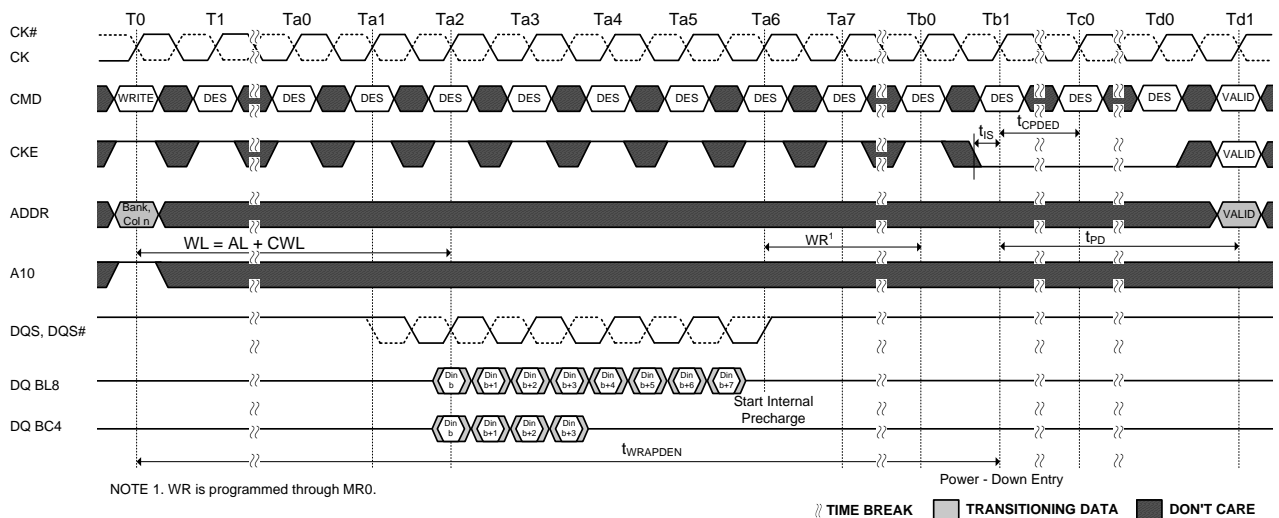 T0 T1 Ta0 Ta1 Ta2 Ta3 Ta4 Ta5 Ta6 Ta7 Tb0 Tb1 Tc0 Td0 Td1
CK#
CK
CMD WRITE DES DES DES DES DES DES DES DES DES DES DES DES DES VALID
tIS tCPDED
CKE VALID
ADDR Bank, Col n VALID
WL = AL + CWL WR1 tPD
A10
DQS, DQS#
DQ BL8 Din b Din b+1 Din b+2 Din b+3 Din b+4 Din b+5 Din b+6 Din b+7
Start Internal
Precharge
DQ BC4 Din b Din b+1 Din b+2 Din b+3
tWRAPDEN
Power - Down Entry
NOTE 1. WR is programmed through MR0.
TIME BREAK TRANSITIONING DATA DON'T CARE